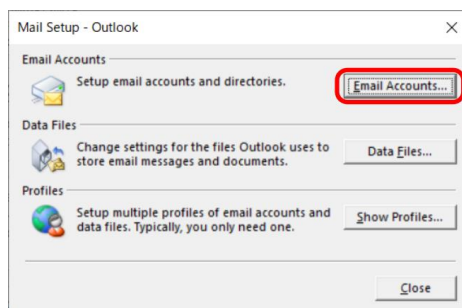 Mail Setup - Outlook
Email Accounts
Setup email accounts and directories.
Email Accounts...
Data Files
Change settings for the files Outlook uses to
store email messages and documents.
Data Files...
Profiles
Setup multiple profiles of email accounts and
data files. Typically, you only need one.
Show Profiles...
Close